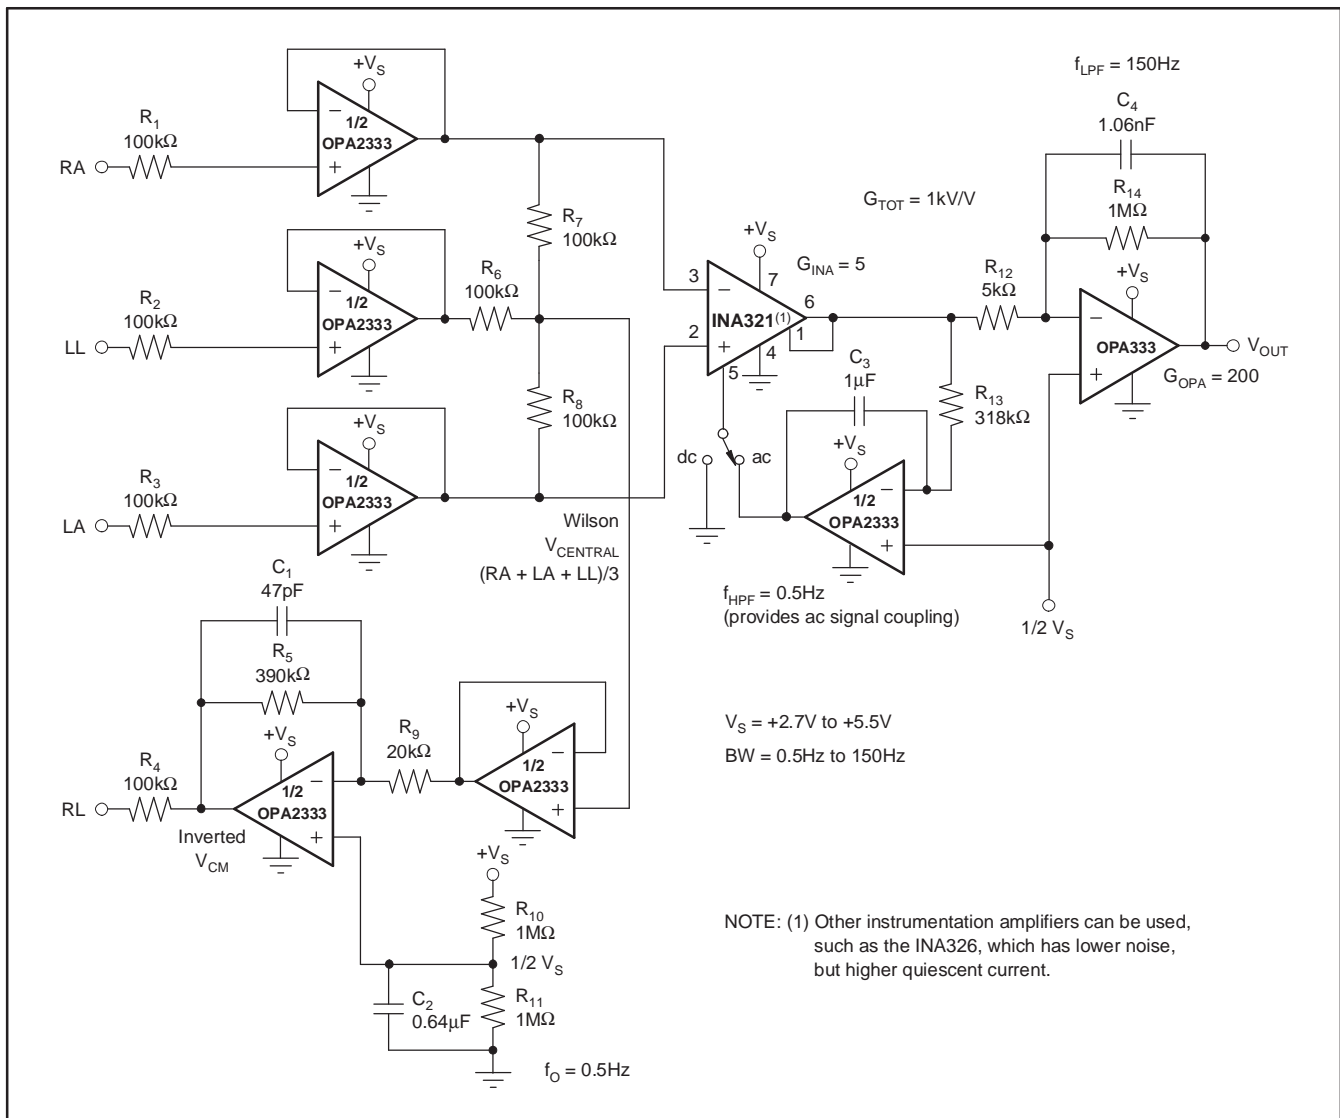 +V_S
1/2
OPA2333
−
+
R_1
100kΩ
RA
R_7
100kΩ
+V_S
1/2
OPA2333
−
+
R_2
100kΩ
LL
R_6
100kΩ
R_8
100kΩ
+V_S
1/2
OPA2333
−
+
R_3
100kΩ
LA
Wilson
V_CENTRAL
(RA + LA + LL)/3
f_LPF = 150Hz
C_4
1.06nF
R_14
1MΩ
G_TOT = 1kV/V
+V_S
7
G_INA = 5
3
−
INA321(1)
2
+
6
1
4
5
R_12
5kΩ
+V_S
−
OPA333
+
V_OUT
G_OPA = 200
C_3
1µF
R_13
318kΩ
dc
ac
+V_S
1/2
OPA2333
−
+
f_HPF = 0.5Hz
(provides ac signal coupling)
1/2 V_S
C_1
47pF
R_5
390kΩ
+V_S
1/2
OPA2333
−
+
R_4
100kΩ
RL
Inverted
V_CM
R_9
20kΩ
+V_S
1/2
OPA2333
−
+
+V_S
R_10
1MΩ
1/2 V_S
C_2
0.64µF
R_11
1MΩ
f_O = 0.5Hz
V_S = +2.7V to +5.5V
BW = 0.5Hz to 150Hz
NOTE: (1) Other instrumentation amplifiers can be used,
such as the INA326, which has lower noise,
but higher quiescent current.